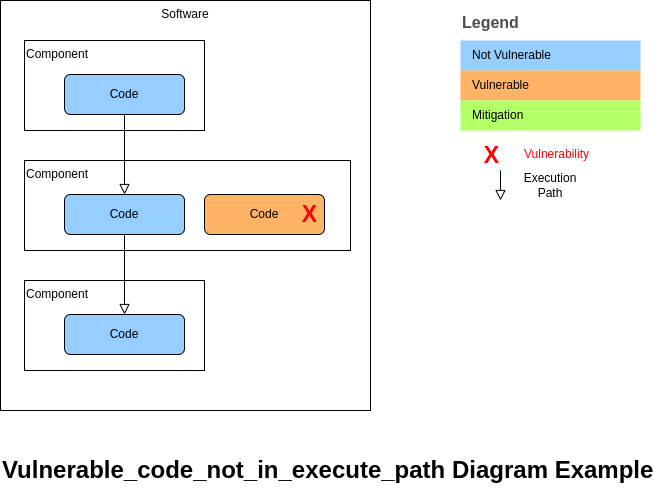 Software
Component
Code
Component
Code
Code
X
Component
Code
Legend
Not Vulnerable
Vulnerable
Mitigation
X
Vulnerability
Execution
Path
Vulnerable_code_not_in_execute_path Diagram Example